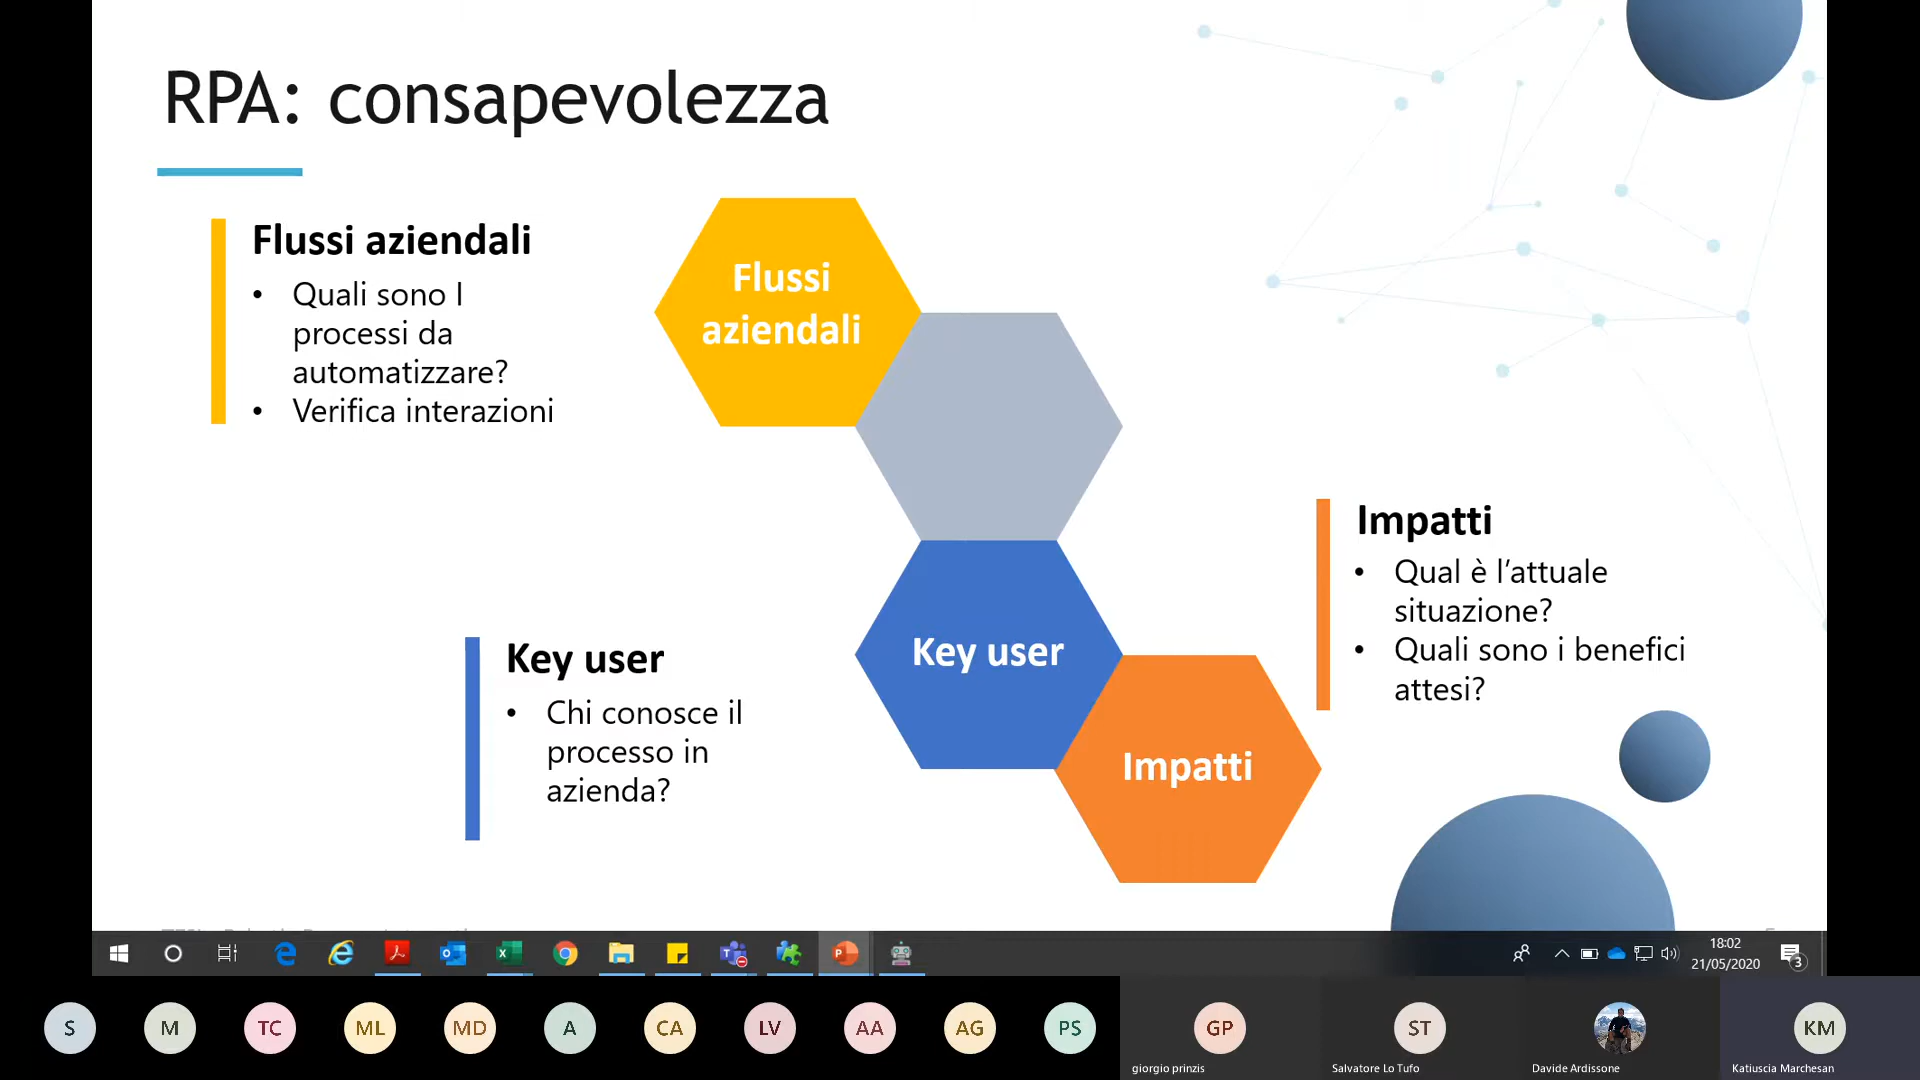 RPA: consapevolezza
Flussi aziendali
• Quali sono I
processi da
automatizzare?
• Verifica interazioni
Flussi
aziendali
Key user
Impatti
Impatti
• Qual è l'attuale
situazione?
• Quali sono i benefici
attesi?
Key user
• Chi conosce il
processo in
azienda?
18:02
21/05/2020
3
S M TC ML MD A CA LV AA AG PS GP ST KM
giorgio prinzis Salvatore Lo Tufo Davide Ardissone Katiuscia Marchesan